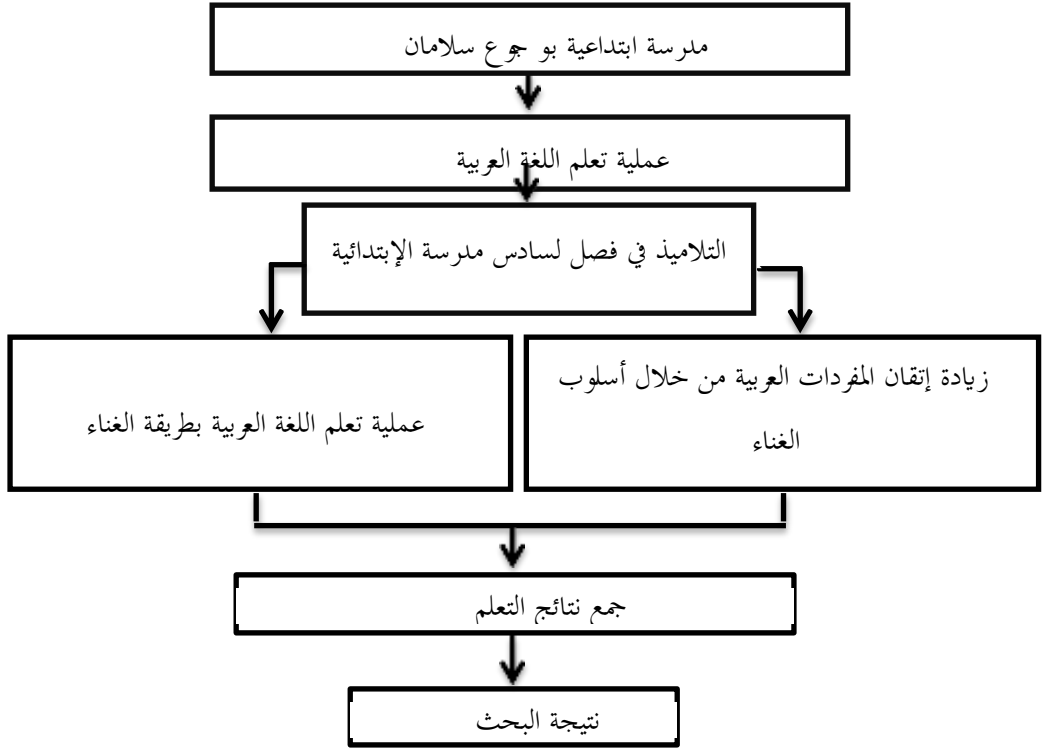 مدرسة ابتداعية بو جوع سلامان
عملية تعلم اللغة العربية
التلاميذ في فصل لسادس مدرسة الإبتدائية
زيادة إتقان المفردات العربية من خلال أسلوب
الغناء
عملية تعلم اللغة العربية بطريقة الغناء
جمع نتائج التعلم
نتيجة البحث